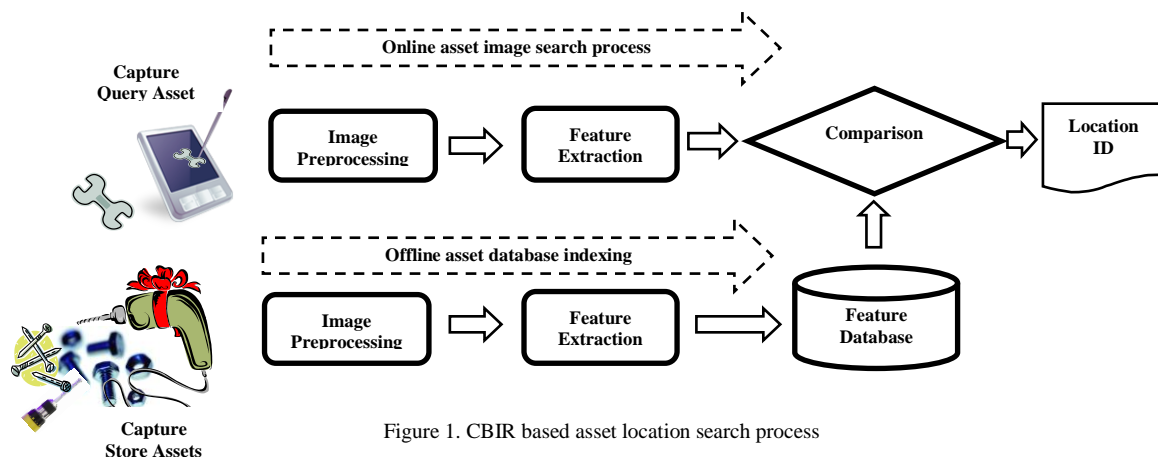 Online asset image search process
Capture
Query Asset
Image
Preprocessing
Feature
Extraction
Comparison
Location
ID
Offline asset database indexing
Image
Preprocessing
Feature
Extraction
Feature
Database
Capture
Store Assets
Figure 1. CBIR based asset location search process